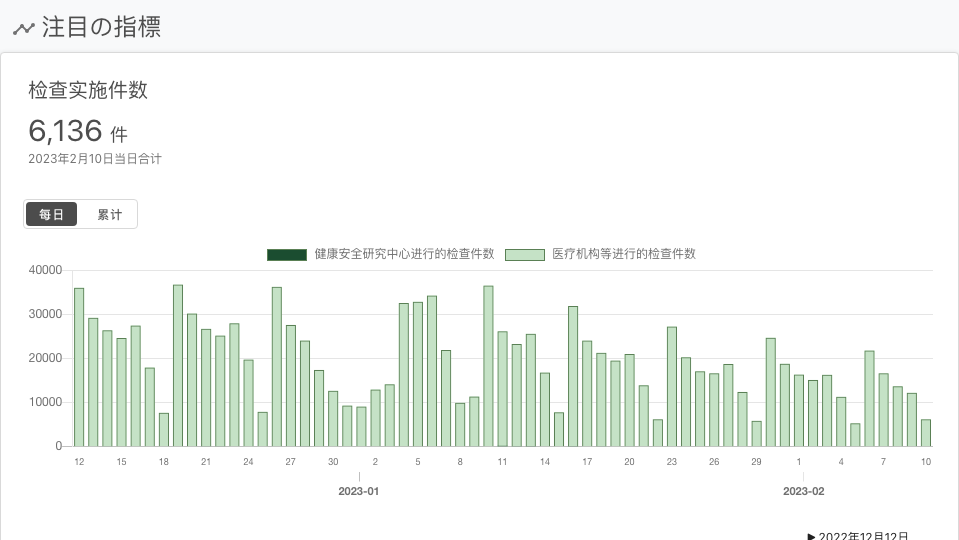 注目の指標
检查实施件数
6,136 件
2023年2月10日当日合计
每日 累计
健康安全研究中心进行的检查件数 医疗机构等进行的检查件数
40000
30000
20000
10000
0
12 15 18 21 24 27 30 2 5 8 11 14 17 20 23 26 29 1 4 7 10
2023-01 2023-02
▶ 2022年12月12日